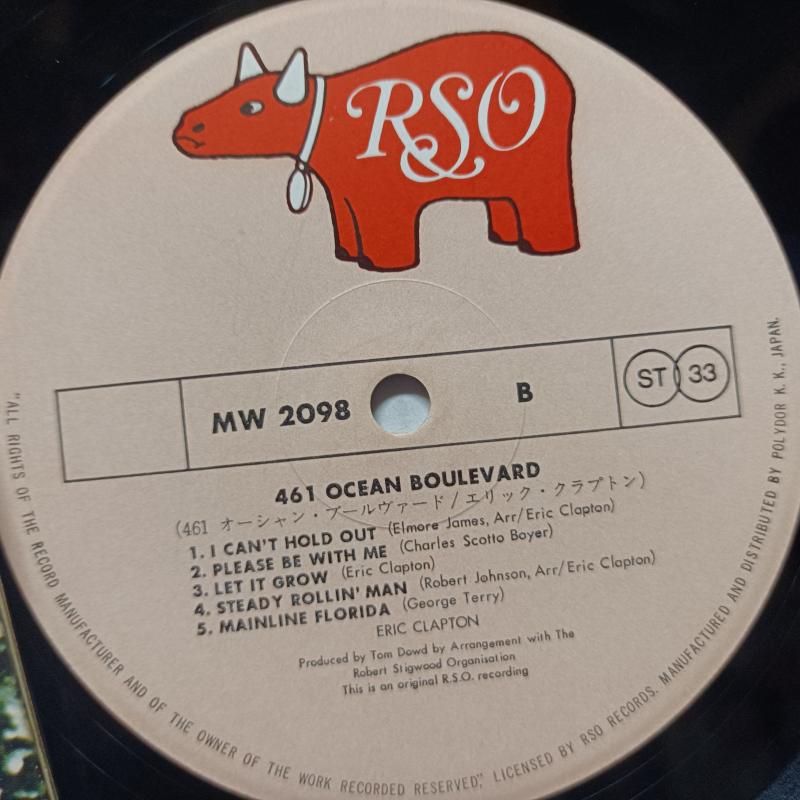 RSO
MW 2098
B
ST 33
461 OCEAN BOULEVARD
(461 オーシャン・ブールヴァード/エリック・クラプトン)
1. I CAN'T HOLD OUT (Elmore James, Arr/Eric Clapton)
2. PLEASE BE WITH ME (Charles Scotto Boyer)
3. LET IT GROW (Eric Clapton)
4. STEADY ROLLIN' MAN (Robert Johnson, Arr/Eric Clapton)
5. MAINLINE FLORIDA (George Terry)
ERIC CLAPTON
Produced by Tom Dowd by Arrangement with The
Robert Stigwood Organisation
This is an original R.S.O. recording
"ALL RIGHTS OF THE RECORD MANUFACTURER AND OF THE OWNER OF THE WORK RECORDED RESERVED", LICENSED BY RSO RECORDS. MANUFACTURED AND DISTRIBUTED BY POLYDOR K. K., JAPAN.